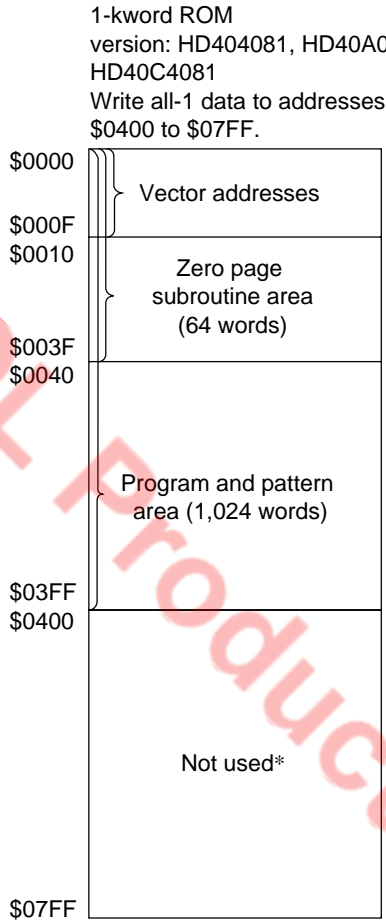 1-kword ROM
version: HD404081, HD40A0
HD40C4081
Write all-1 data to addresses
$0400 to $07FF.
$0000
Vector addresses
$000F
$0010
Zero page
subroutine area
(64 words)
$003F
$0040
Program and pattern
area (1,024 words)
$03FF
$0400
Not used*
$07FF
L Product